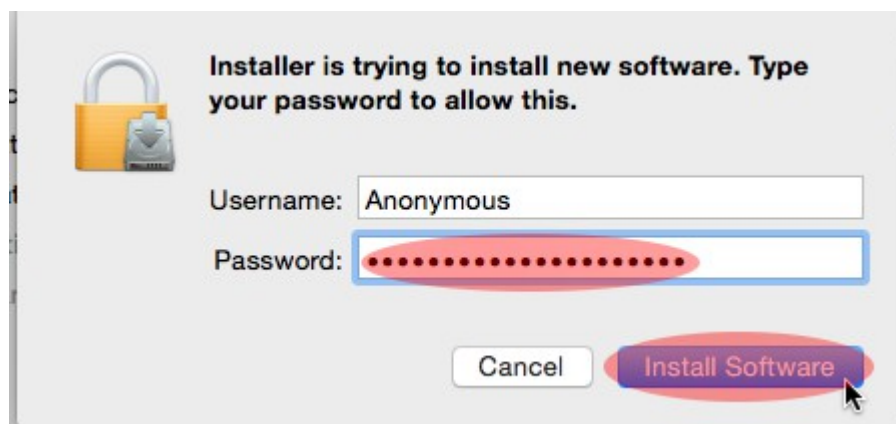 Installer is trying to install new software. Type
your password to allow this.
Username: Anonymous
Password: •••••••••••••••••••••
Cancel Install Software